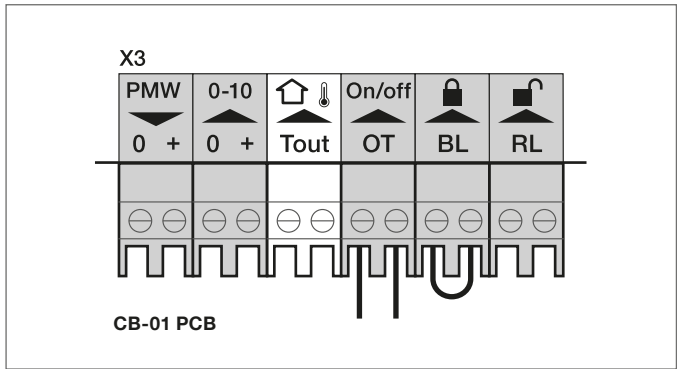 X3
PMW 0-10 On/off
0 + 0 + Tout OT BL RL
CB-01 PCB